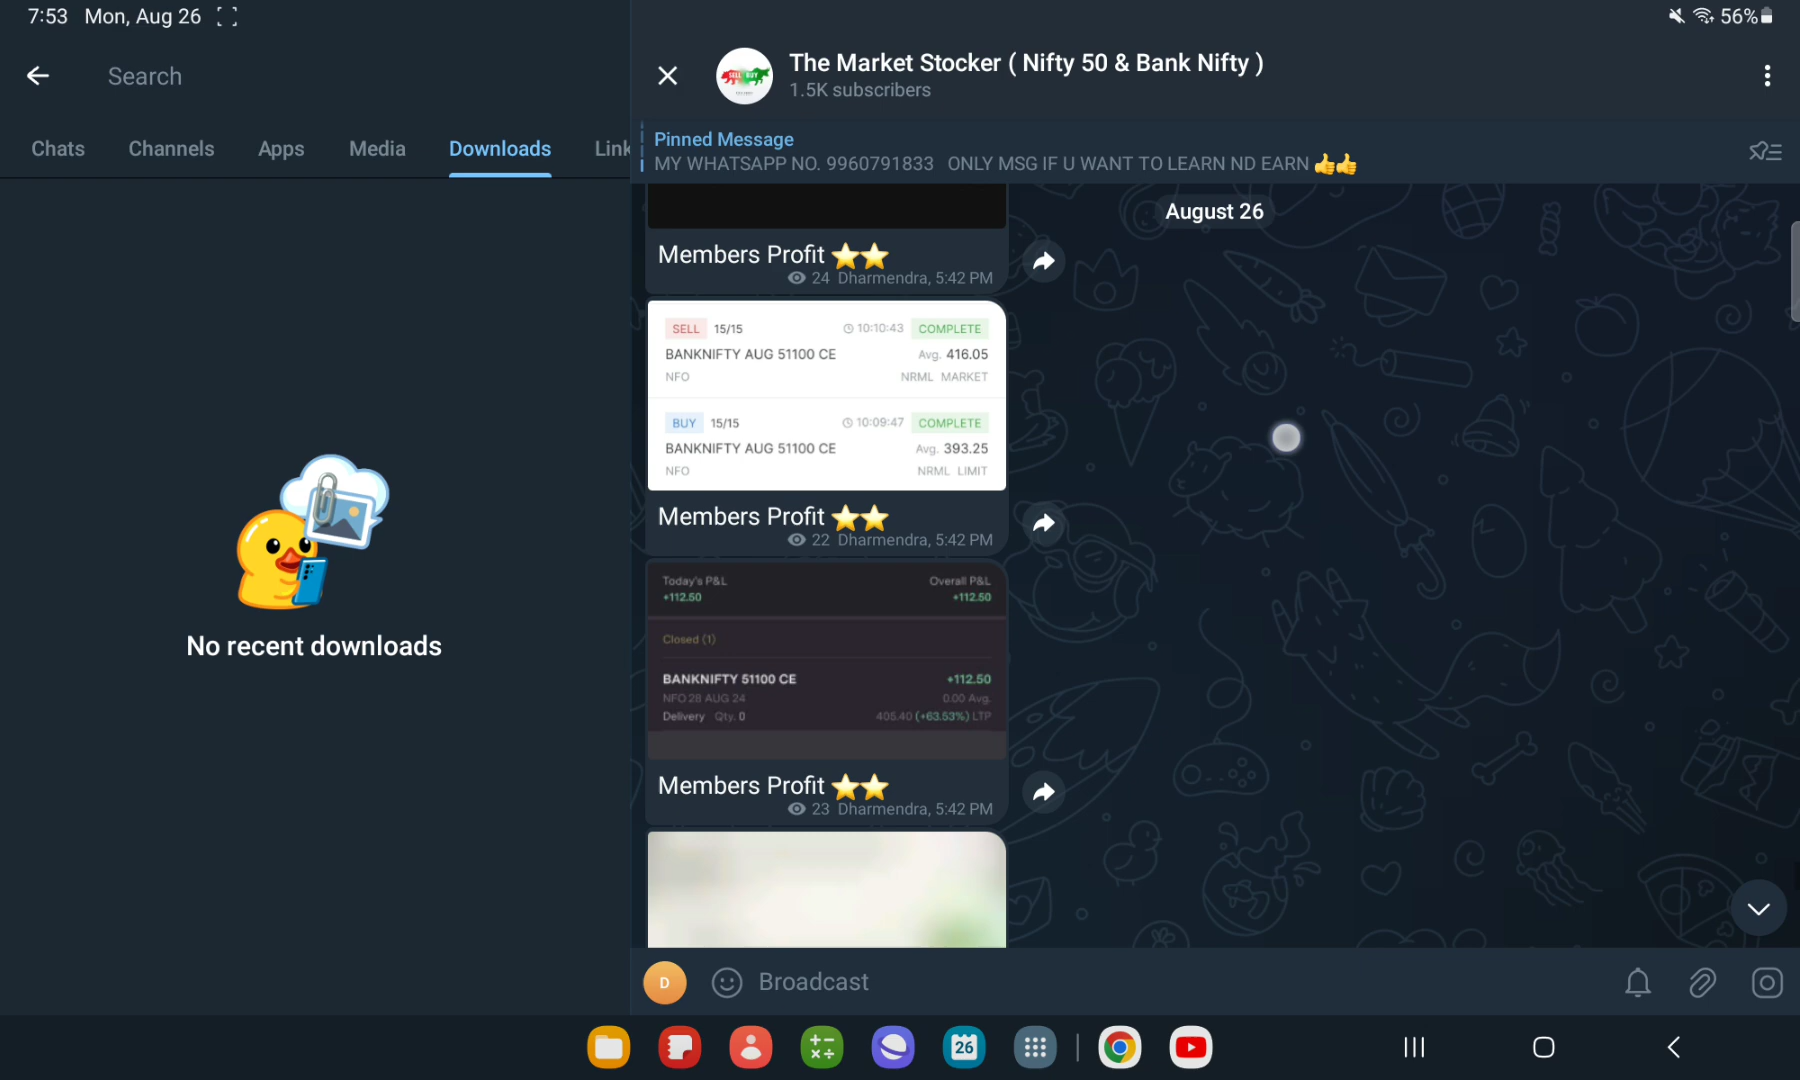 7:53 Mon, Aug 26
56%
Search
Chats Channels Apps Media Downloads Link
No recent downloads
The Market Stocker ( Nifty 50 & Bank Nifty )
1.5K subscribers
Pinned Message
MY WHATSAPP NO. 9960791833 ONLY MSG IF U WANT TO LEARN ND EARN 👍👍
August 26
Members Profit ⭐⭐
24 Dharmendra, 5:42 PM
SELL 15/15 10:10:43 COMPLETE
BANKNIFTY AUG 51100 CE Avg. 416.05
NFO NRML MARKET
BUY 15/15 10:09:47 COMPLETE
BANKNIFTY AUG 51100 CE Avg. 393.25
NFO NRML LIMIT
Members Profit ⭐⭐
22 Dharmendra, 5:42 PM
Today's P&L Overall P&L
+112.50 +112.50
Closed (1)
BANKNIFTY 51100 CE +112.50
NFO 28 AUG 24 0.00 Avg.
Delivery Qty. 0 405.40 (+63.53%) LTP
Members Profit ⭐⭐
23 Dharmendra, 5:42 PM
D Broadcast
26